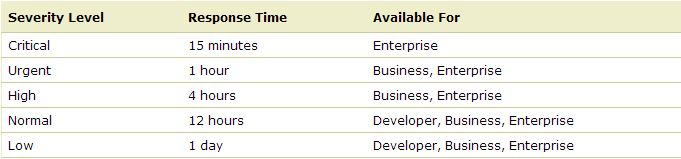 Severity Level Response Time Available For
Critical 15 minutes Enterprise
Urgent 1 hour Business, Enterprise
High 4 hours Business, Enterprise
Normal 12 hours Developer, Business, Enterprise
Low 1 day Developer, Business, Enterprise